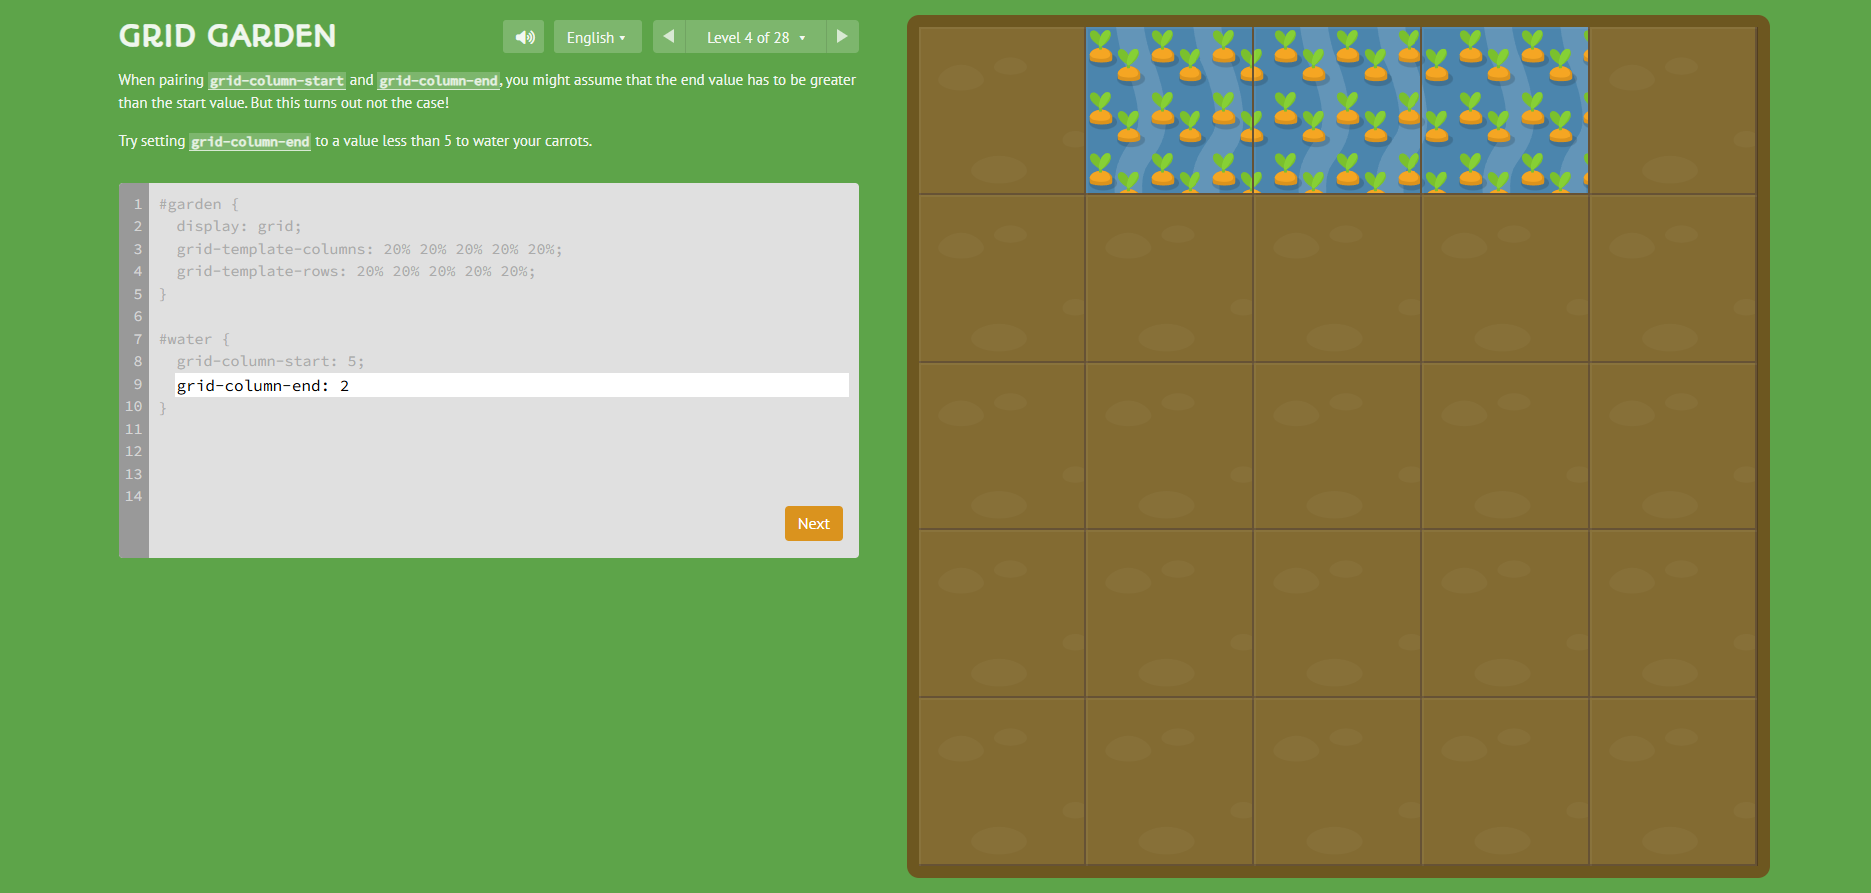 GRID GARDEN
English ▾
Level 4 of 28 ▾
When pairing grid-column-start and grid-column-end, you might assume that the end value has to be greater
than the start value. But this turns out not the case!
Try setting grid-column-end to a value less than 5 to water your carrots.
1 #garden {
2 display: grid;
3 grid-template-columns: 20% 20% 20% 20% 20%;
4 grid-template-rows: 20% 20% 20% 20% 20%;
5 }
6
7 #water {
8 grid-column-start: 5;
9 grid-column-end: 2
10 }
11
12
13
14
Next